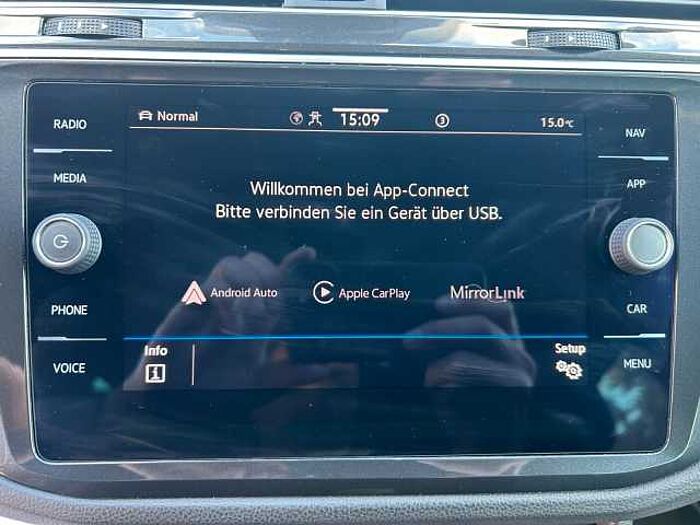 RADIO
MEDIA
PHONE
VOICE
Normal
15:09
3
15.0°C
Willkommen bei App-Connect
Bitte verbinden Sie ein Gerät über USB.
Android Auto
Apple CarPlay
MirrorLink
Info
Setup
NAV
APP
CAR
MENU